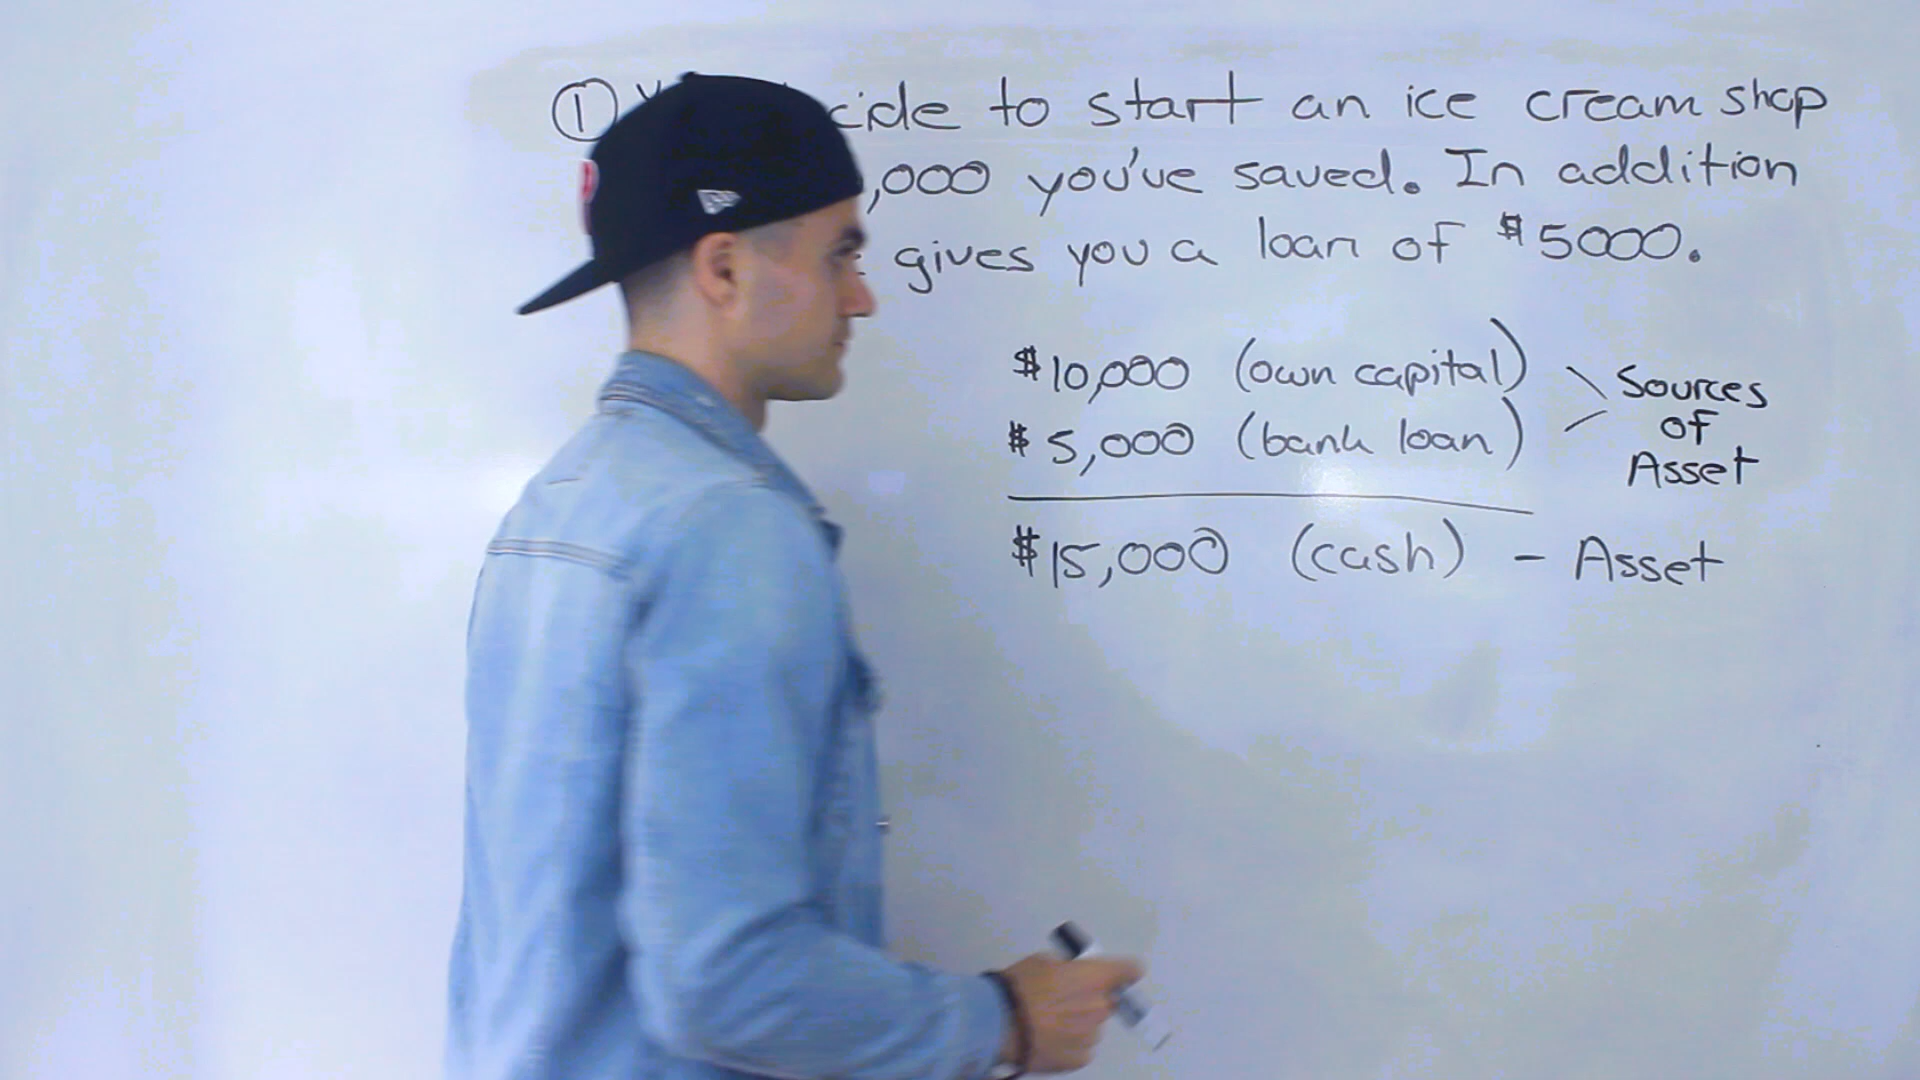 ① cide to start an ice cream shop
,000 you've saved. In addition
gives you a loan of $5000.
$10,000 (own capital)
$5,000 (bank loan)
Sources
of
Asset
$15,000 (cash) - Asset